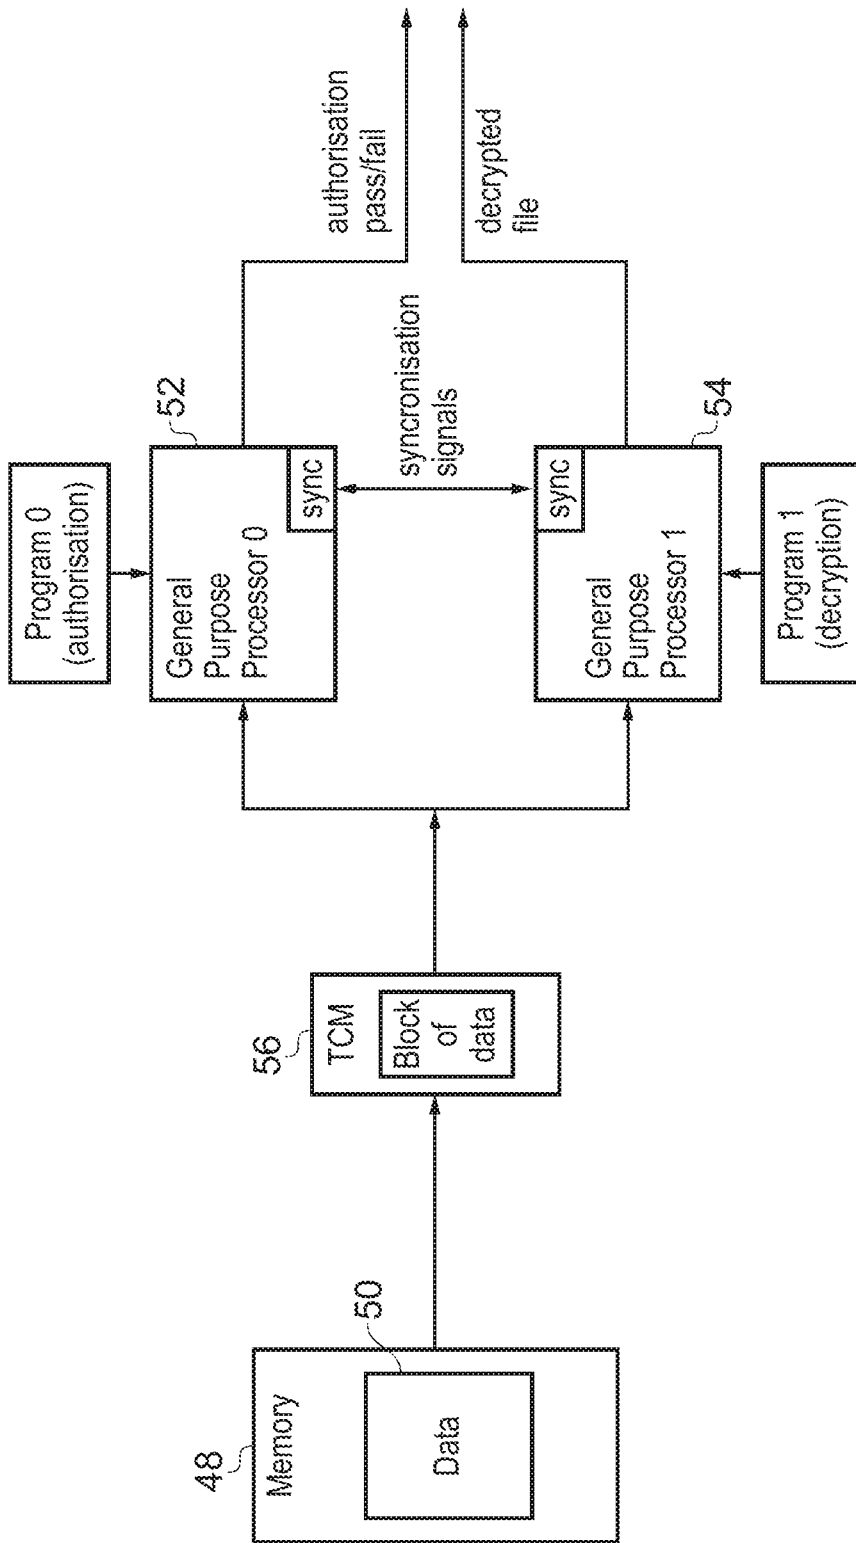 48
Memory
50
Data
56
TCM
Block
of
data
Program 0
(authorisation)
52
General
Purpose
Processor 0
sync
syncronisation
signals
sync
General
Purpose
Processor 1
54
Program 1
(decryption)
authorisation
pass/fail
decrypted
file